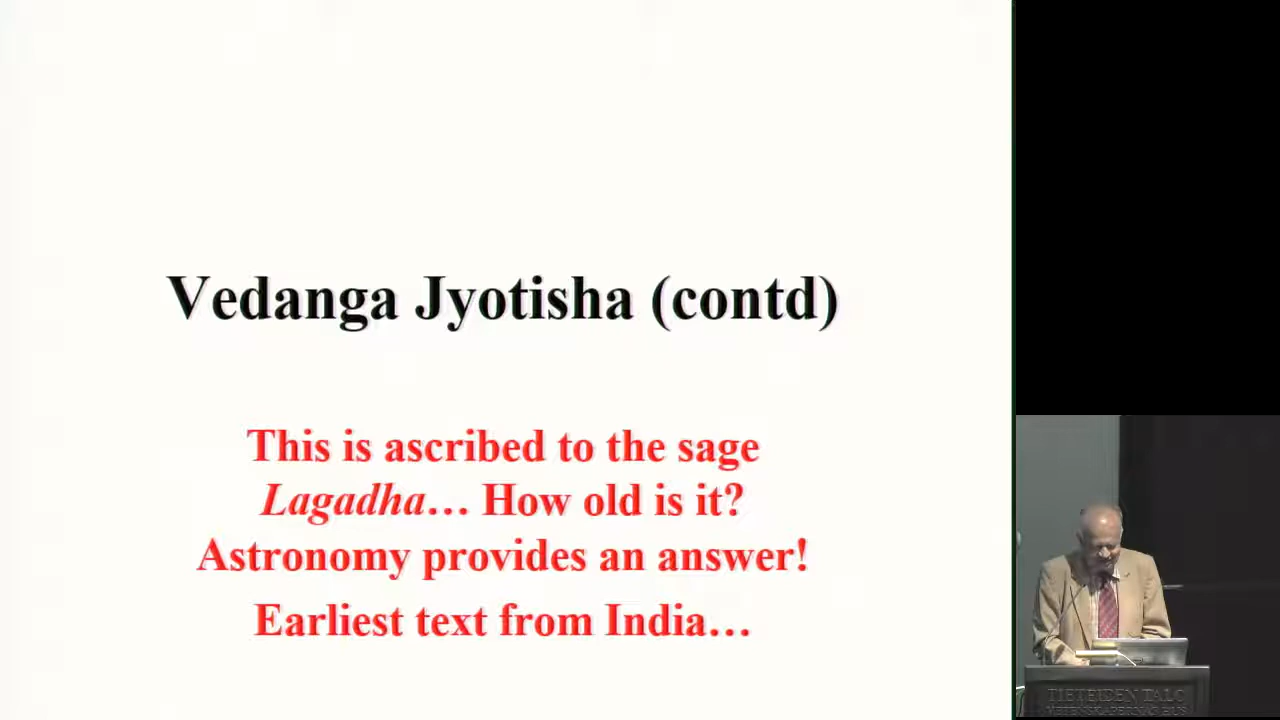 Vedanga Jyotisha (contd)
This is ascribed to the sage
Lagadha… How old is it?
Astronomy provides an answer!
Earliest text from India…
TIETEIDEN TALO